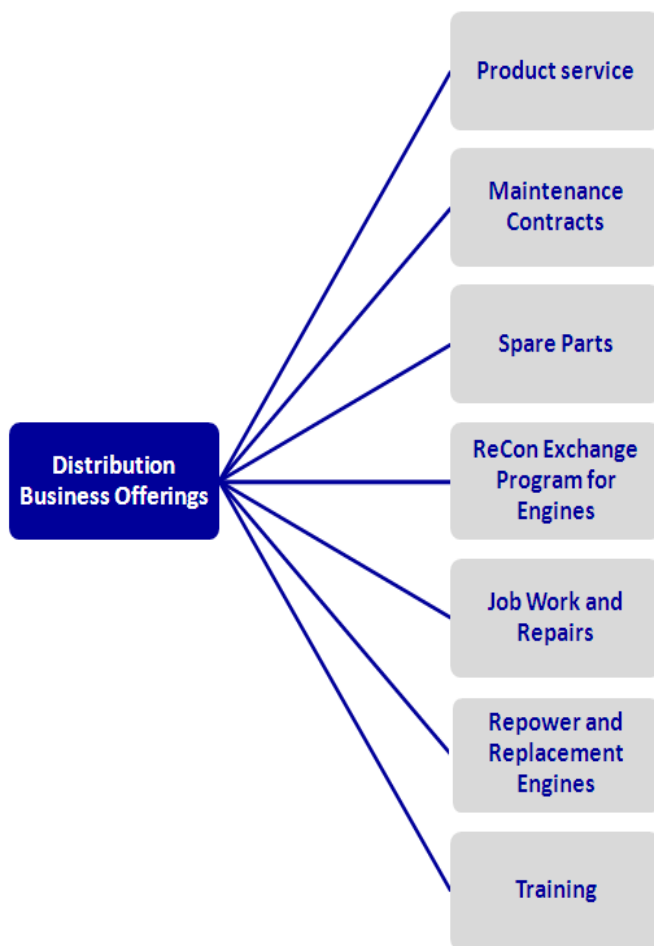 Product service
Maintenance
Contracts
Spare Parts
Distribution
Business Offerings
ReCon Exchange
Program for
Engines
Job Work and
Repairs
Repower and
Replacement
Engines
Training